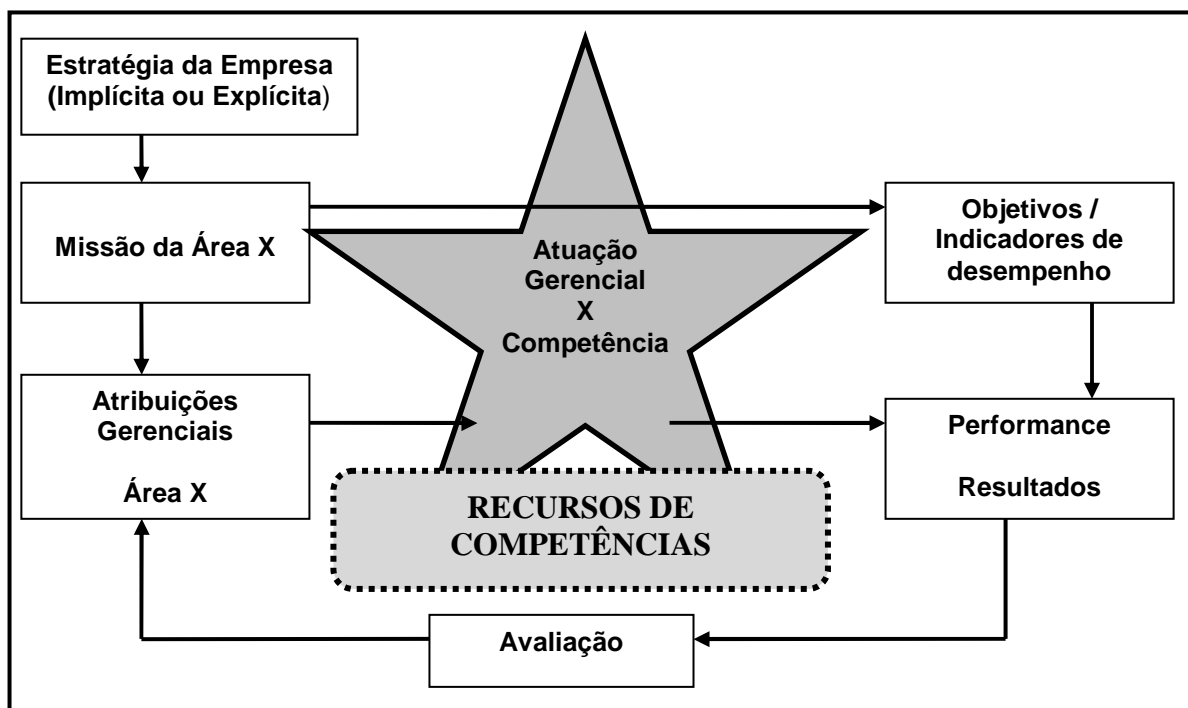 Estratégia da Empresa
(Implícita ou Explícita)
Missão da Área X
Objetivos /
Indicadores de
desempenho
Atuação
Gerencial
X
Competência
Atribuições
Gerenciais
Área X
Performance
Resultados
RECURSOS DE
COMPETÊNCIAS
Avaliação